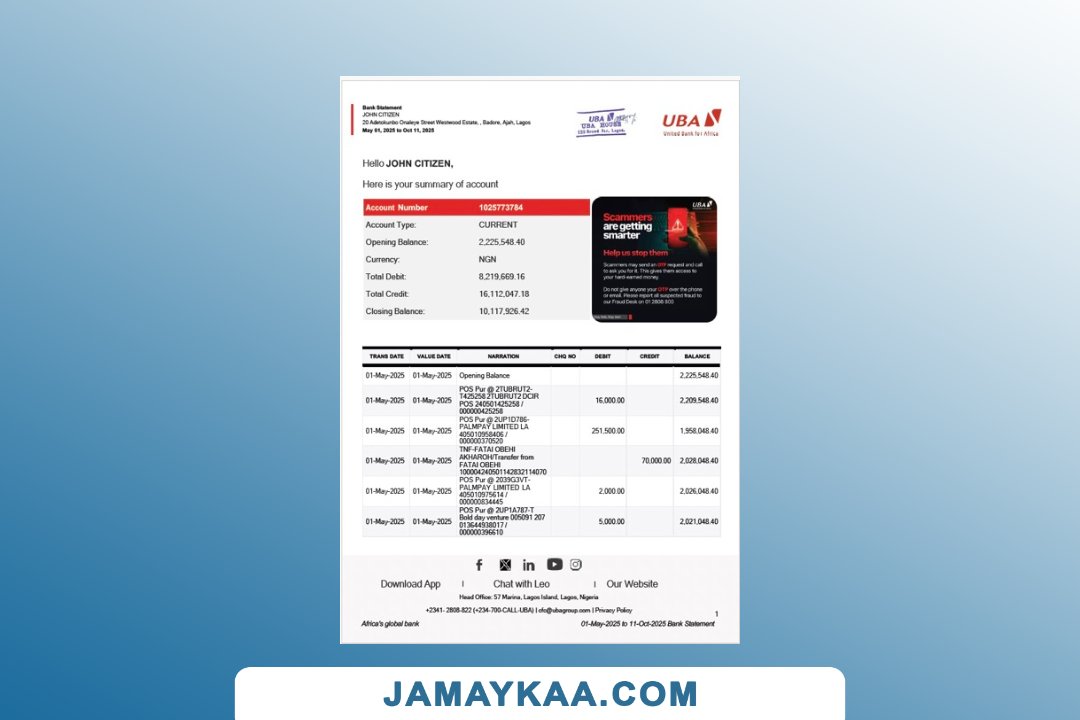 Bank Statement
JOHN CITIZEN
20 Adetokunbo Onaleye Street Westwood Estate, , Badore, Ajah, Lagos
May 01, 2025 to Oct 11, 2025
UBA
UBA HOUSE
UBA
United Bank for Africa
Hello JOHN CITIZEN,
Here is your summary of account
Account Number 1025773784
Account Type: CURRENT
Opening Balance: 2,225,548.40
Currency: NGN
Total Debit: 8,219,669.16
Total Credit: 16,112,047.18
Closing Balance: 10,117,926.42
UBA
Scammers
are getting
smarter
Help us stop them
Scammers may send an OTP request and call
to ask you for it. This gives them access to
your hard-earned money.
Do not give anyone your OTP over the phone
or email. Please report all suspected fraud to
our Fraud Desk on 01 2808 800
TRANS DATE VALUE DATE NARRATION CHQ NO DEBIT CREDIT BALANCE
01-May-2025 01-May-2025 Opening Balance 2,225,548.40
POS Pur @ 2TUBRUT2-
T425258 2TUBRUT2 DCIR
01-May-2025 01-May-2025 POS 240501425258 / 16,000.00 2,209,548.40
000000425258
POS Pur @ 2UP1D786-
PALMPAY LIMITED LA
01-May-2025 01-May-2025 405010958406 / 251,500.00 1,958,048.40
000000370520
TNF-FATAI OBEHI
AKHAROH/Transfer from
01-May-2025 01-May-2025 FATAI OBEHI 70,000.00 2,028,048.40
100004240501142832114070
POS Pur @ 2039G3VT-
PALMPAY LIMITED LA
01-May-2025 01-May-2025 405010975614 / 2,000.00 2,026,048.40
000000834445
POS Pur @ 2UP1A787-T
Bold day venture 005091 207
01-May-2025 01-May-2025 013644938017 / 5,000.00 2,021,048.40
000000396610
Download App | Chat with Leo | Our Website
Head Office: 57 Marina, Lagos Island, Lagos, Nigeria
+2341- 2808-822 (+234-700-CALL-UBA) | cfc@ubagroup.com | Privacy Policy
1
Africa's global bank 01-May-2025 to 11-Oct-2025 Bank Statement
JAMAYKAA.COM